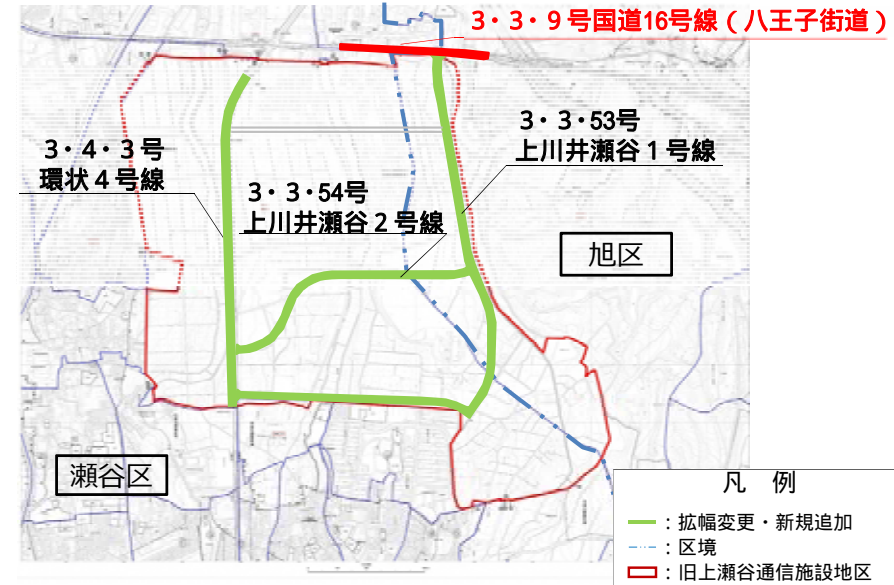 3・3・9号国道16号線（八王子街道）
3・3・53号
上川井瀬谷１号線
3・4・3号
環状４号線
3・3・54号
上川井瀬谷２号線
旭区
瀬谷区
凡　例
：拡幅変更・新規追加
：区境
：旧上瀬谷通信施設地区